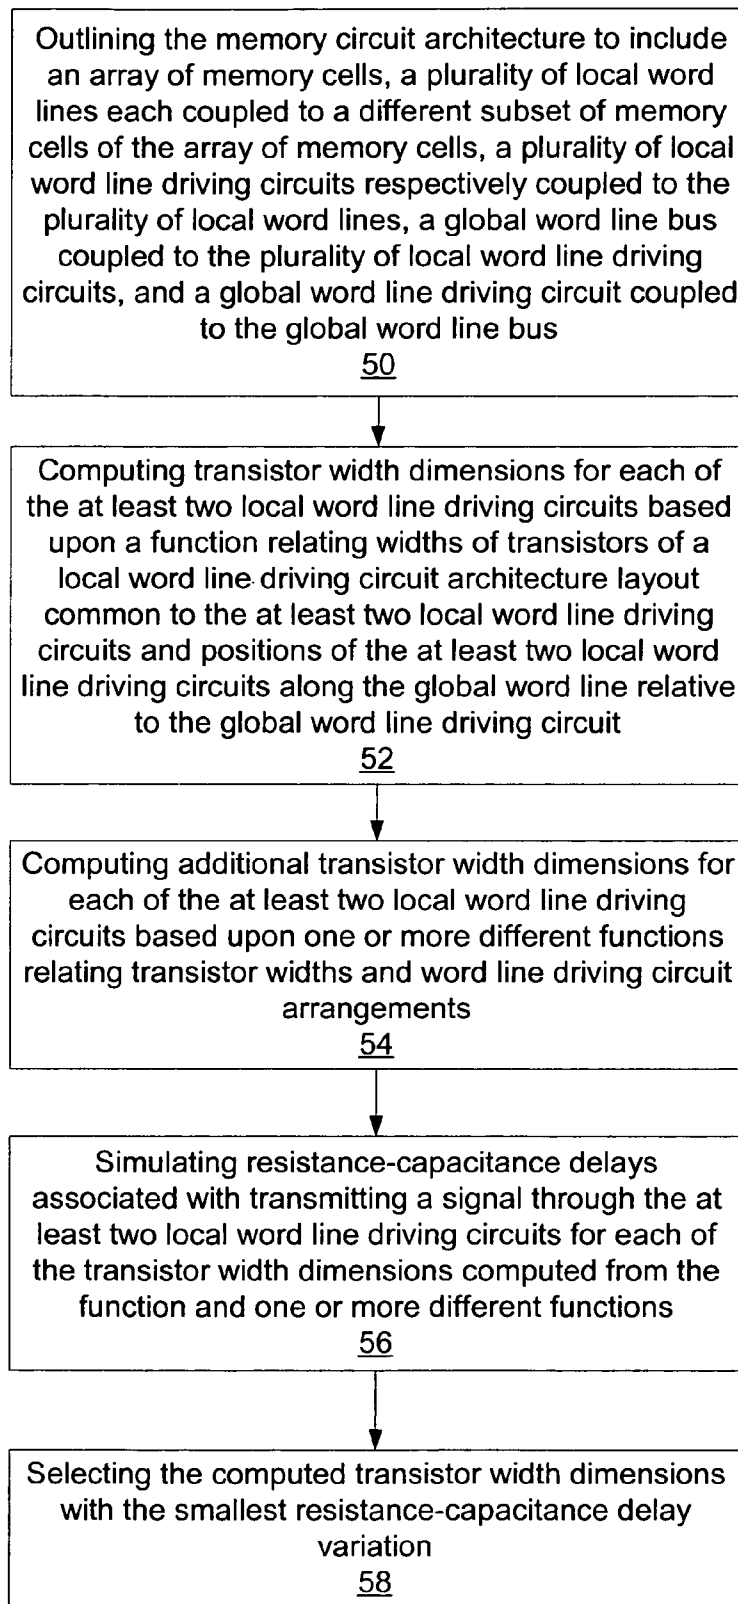 Outlining the memory circuit architecture to include
an array of memory cells, a plurality of local word
lines each coupled to a different subset of memory
cells of the array of memory cells, a plurality of local
word line driving circuits respectively coupled to the
plurality of local word lines, a global word line bus
coupled to the plurality of local word line driving
circuits, and a global word line driving circuit coupled
to the global word line bus
50
Computing transistor width dimensions for each of
the at least two local word line driving circuits based
upon a function relating widths of transistors of a
local word line driving circuit architecture layout
common to the at least two local word line driving
circuits and positions of the at least two local word
line driving circuits along the global word line relative
to the global word line driving circuit
52
Computing additional transistor width dimensions for
each of the at least two local word line driving
circuits based upon one or more different functions
relating transistor widths and word line driving circuit
arrangements
54
Simulating resistance-capacitance delays
associated with transmitting a signal through the at
least two local word line driving circuits for each of
the transistor width dimensions computed from the
function and one or more different functions
56
Selecting the computed transistor width dimensions
with the smallest resistance-capacitance delay
variation
58